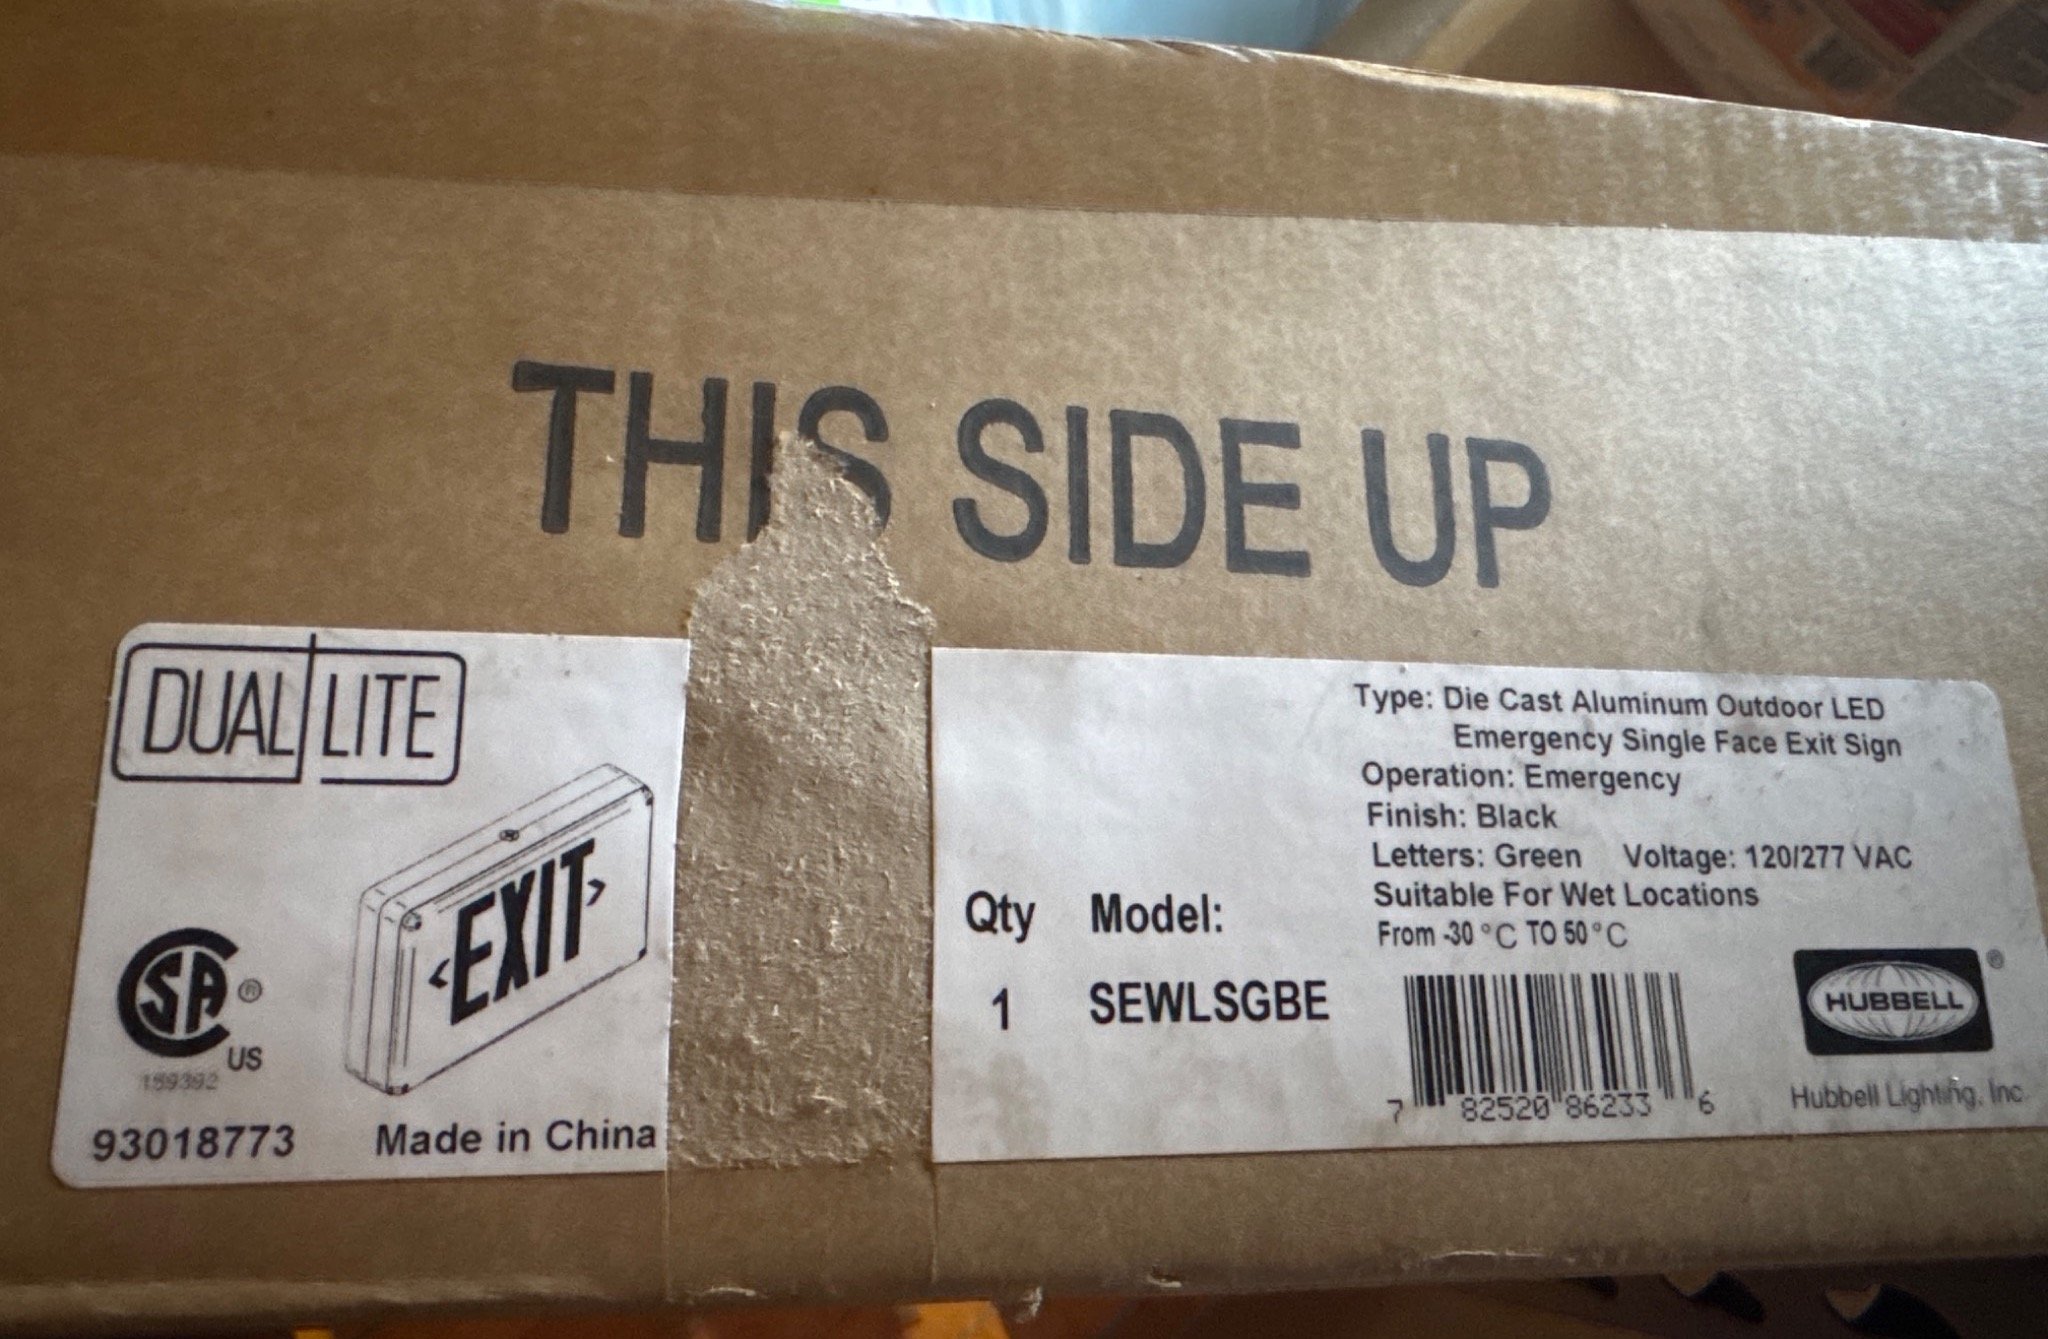 THIS SIDE UP
DUAL LITE
EXIT
SA
®
US
159392
93018773
Made in China
Qty
1
Model:
SEWLSGBE
Type: Die Cast Aluminum Outdoor LED
Emergency Single Face Exit Sign
Operation: Emergency
Finish: Black
Letters: Green Voltage: 120/277 VAC
Suitable For Wet Locations
From -30 °C TO 50 °C
7 82520 86233 6
HUBBELL ®
Hubbell Lighting, Inc.